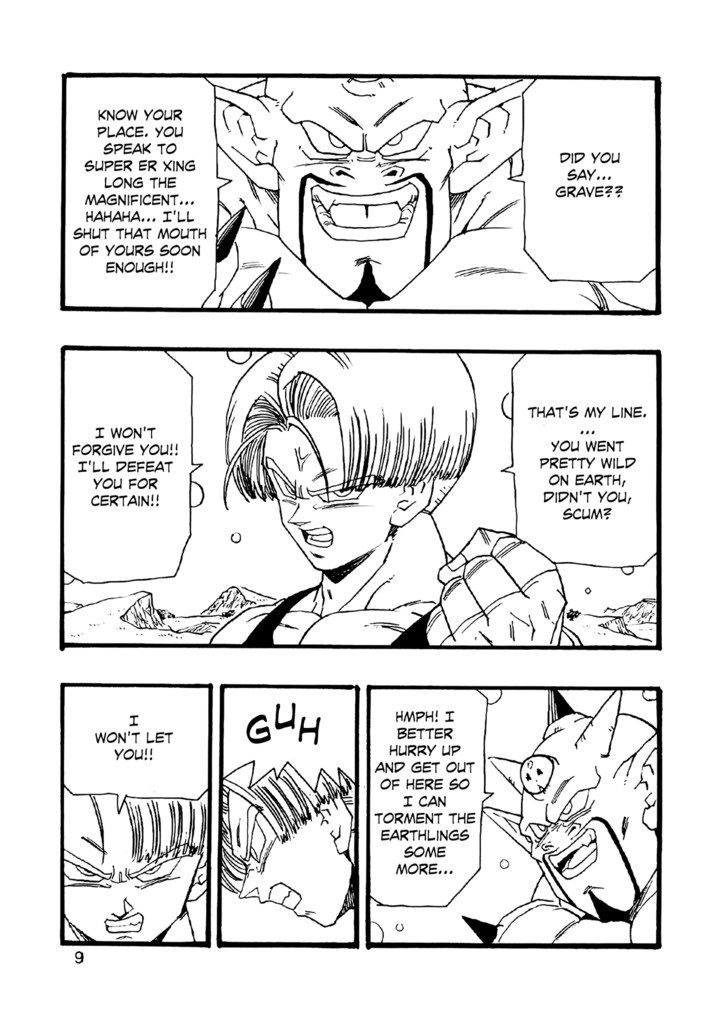 DID YOU
SAY...
GRAVE??
KNOW YOUR
PLACE. YOU
SPEAK TO
SUPER ER XING
LONG THE
MAGNIFICENT...
HAHAHA... I'LL
SHUT THAT MOUTH
OF YOURS SOON
ENOUGH!!
THAT'S MY LINE.
...
YOU WENT
PRETTY WILD
ON EARTH,
DIDN'T YOU,
SCUM?
I WON'T
FORGIVE YOU!!
I'LL DEFEAT
YOU FOR
CERTAIN!!
HMPH! I
BETTER
HURRY UP
AND GET OUT
OF HERE SO
I CAN
TORMENT THE
EARTHLINGS
SOME
MORE...
GUH
I
WON'T LET
YOU!!
9